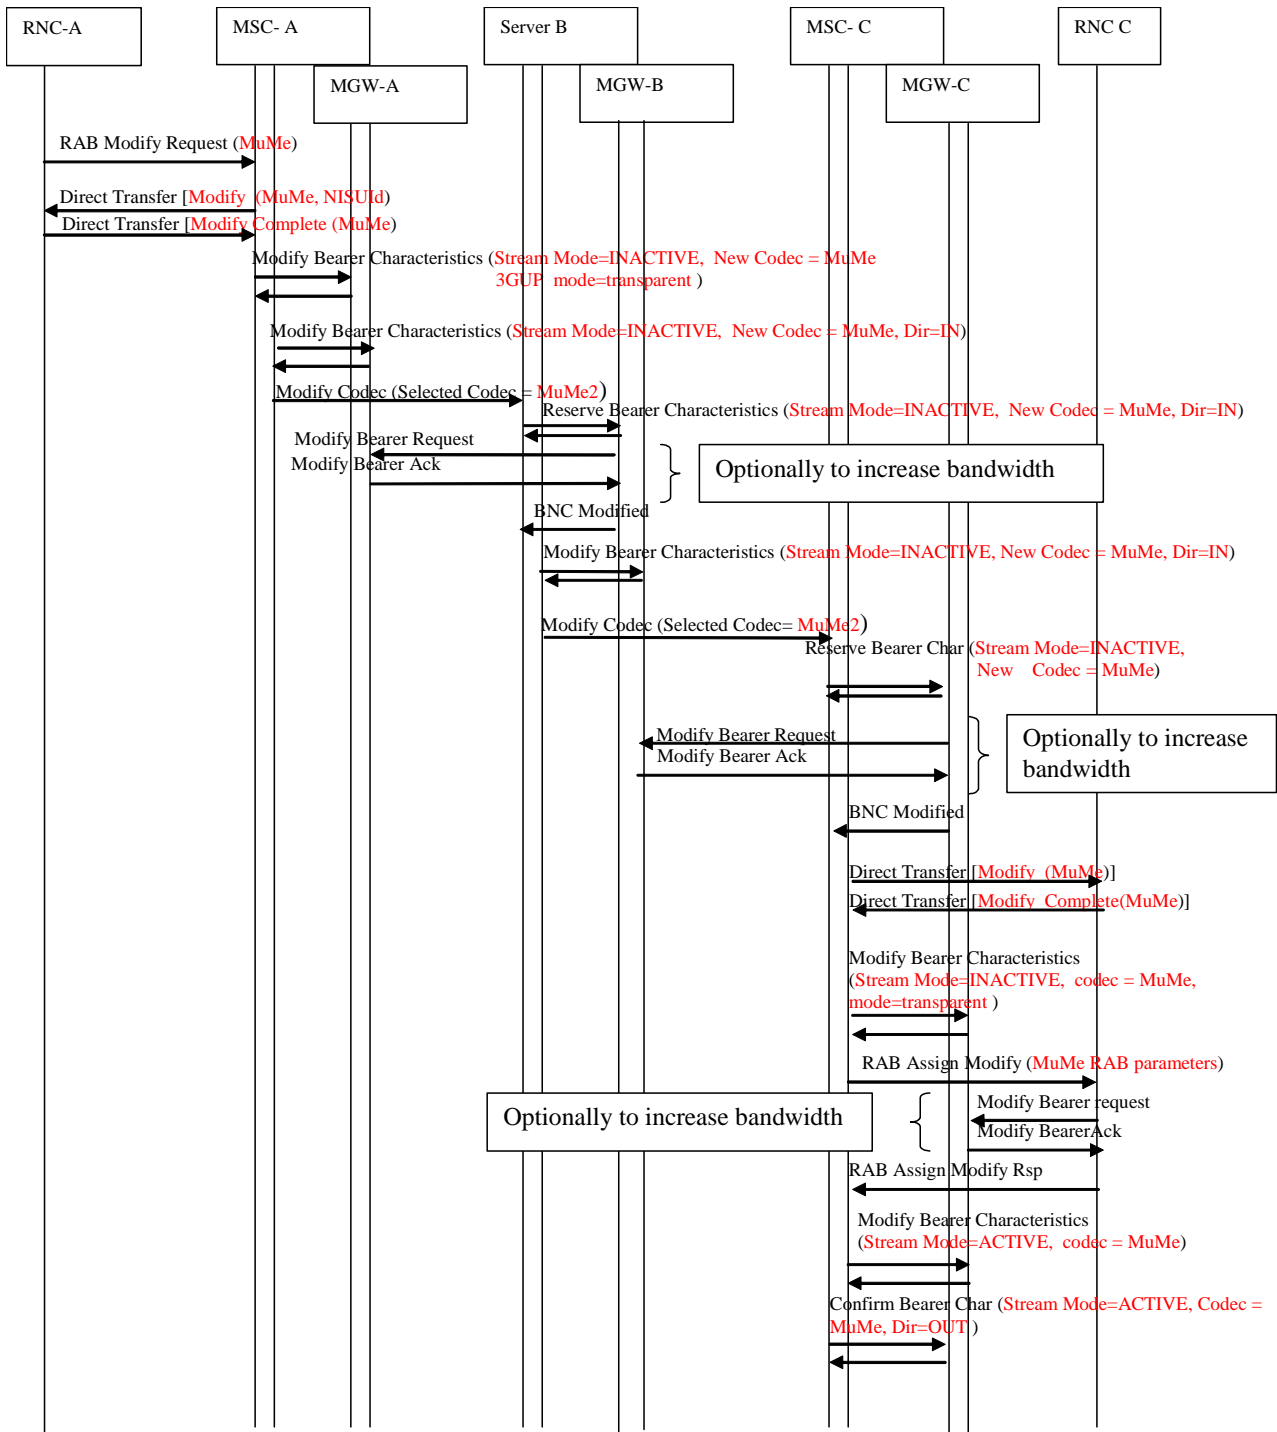 RNC-A
MSC- A
Server B
MSC- C
RNC C
MGW-A
MGW-B
MGW-C
RAB Modify Request (MuMe)
Direct Transfer [Modify (MuMe, NISUId)
Direct Transfer [Modify Complete (MuMe)
Modify Bearer Characteristics (Stream Mode=INACTIVE, New Codec = MuMe
3GUP mode=transparent )
Modify Bearer Characteristics (Stream Mode=INACTIVE, New Codec = MuMe, Dir=IN)
Modify Codec (Selected Codec = MuMe2)
Reserve Bearer Characteristics (Stream Mode=INACTIVE, New Codec = MuMe, Dir=IN)
Modify Bearer Request
Modify Bearer Ack
Optionally to increase bandwidth
BNC Modified
Modify Bearer Characteristics (Stream Mode=INACTIVE, New Codec = MuMe, Dir=IN)
Modify Codec (Selected Codec= MuMe2)
Reserve Bearer Char (Stream Mode=INACTIVE,
New Codec = MuMe)
Modify Bearer Request
Modify Bearer Ack
Optionally to increase
bandwidth
BNC Modified
Direct Transfer [Modify (MuMe)]
Direct Transfer [Modify Complete(MuMe)]
Modify Bearer Characteristics
(Stream Mode=INACTIVE, codec = MuMe,
mode=transparent )
RAB Assign Modify (MuMe RAB parameters)
Optionally to increase bandwidth
Modify Bearer request
Modify BearerAck
RAB Assign Modify Rsp
Modify Bearer Characteristics
(Stream Mode=ACTIVE, codec = MuMe)
Confirm Bearer Char (Stream Mode=ACTIVE, Codec =
MuMe, Dir=OUT )